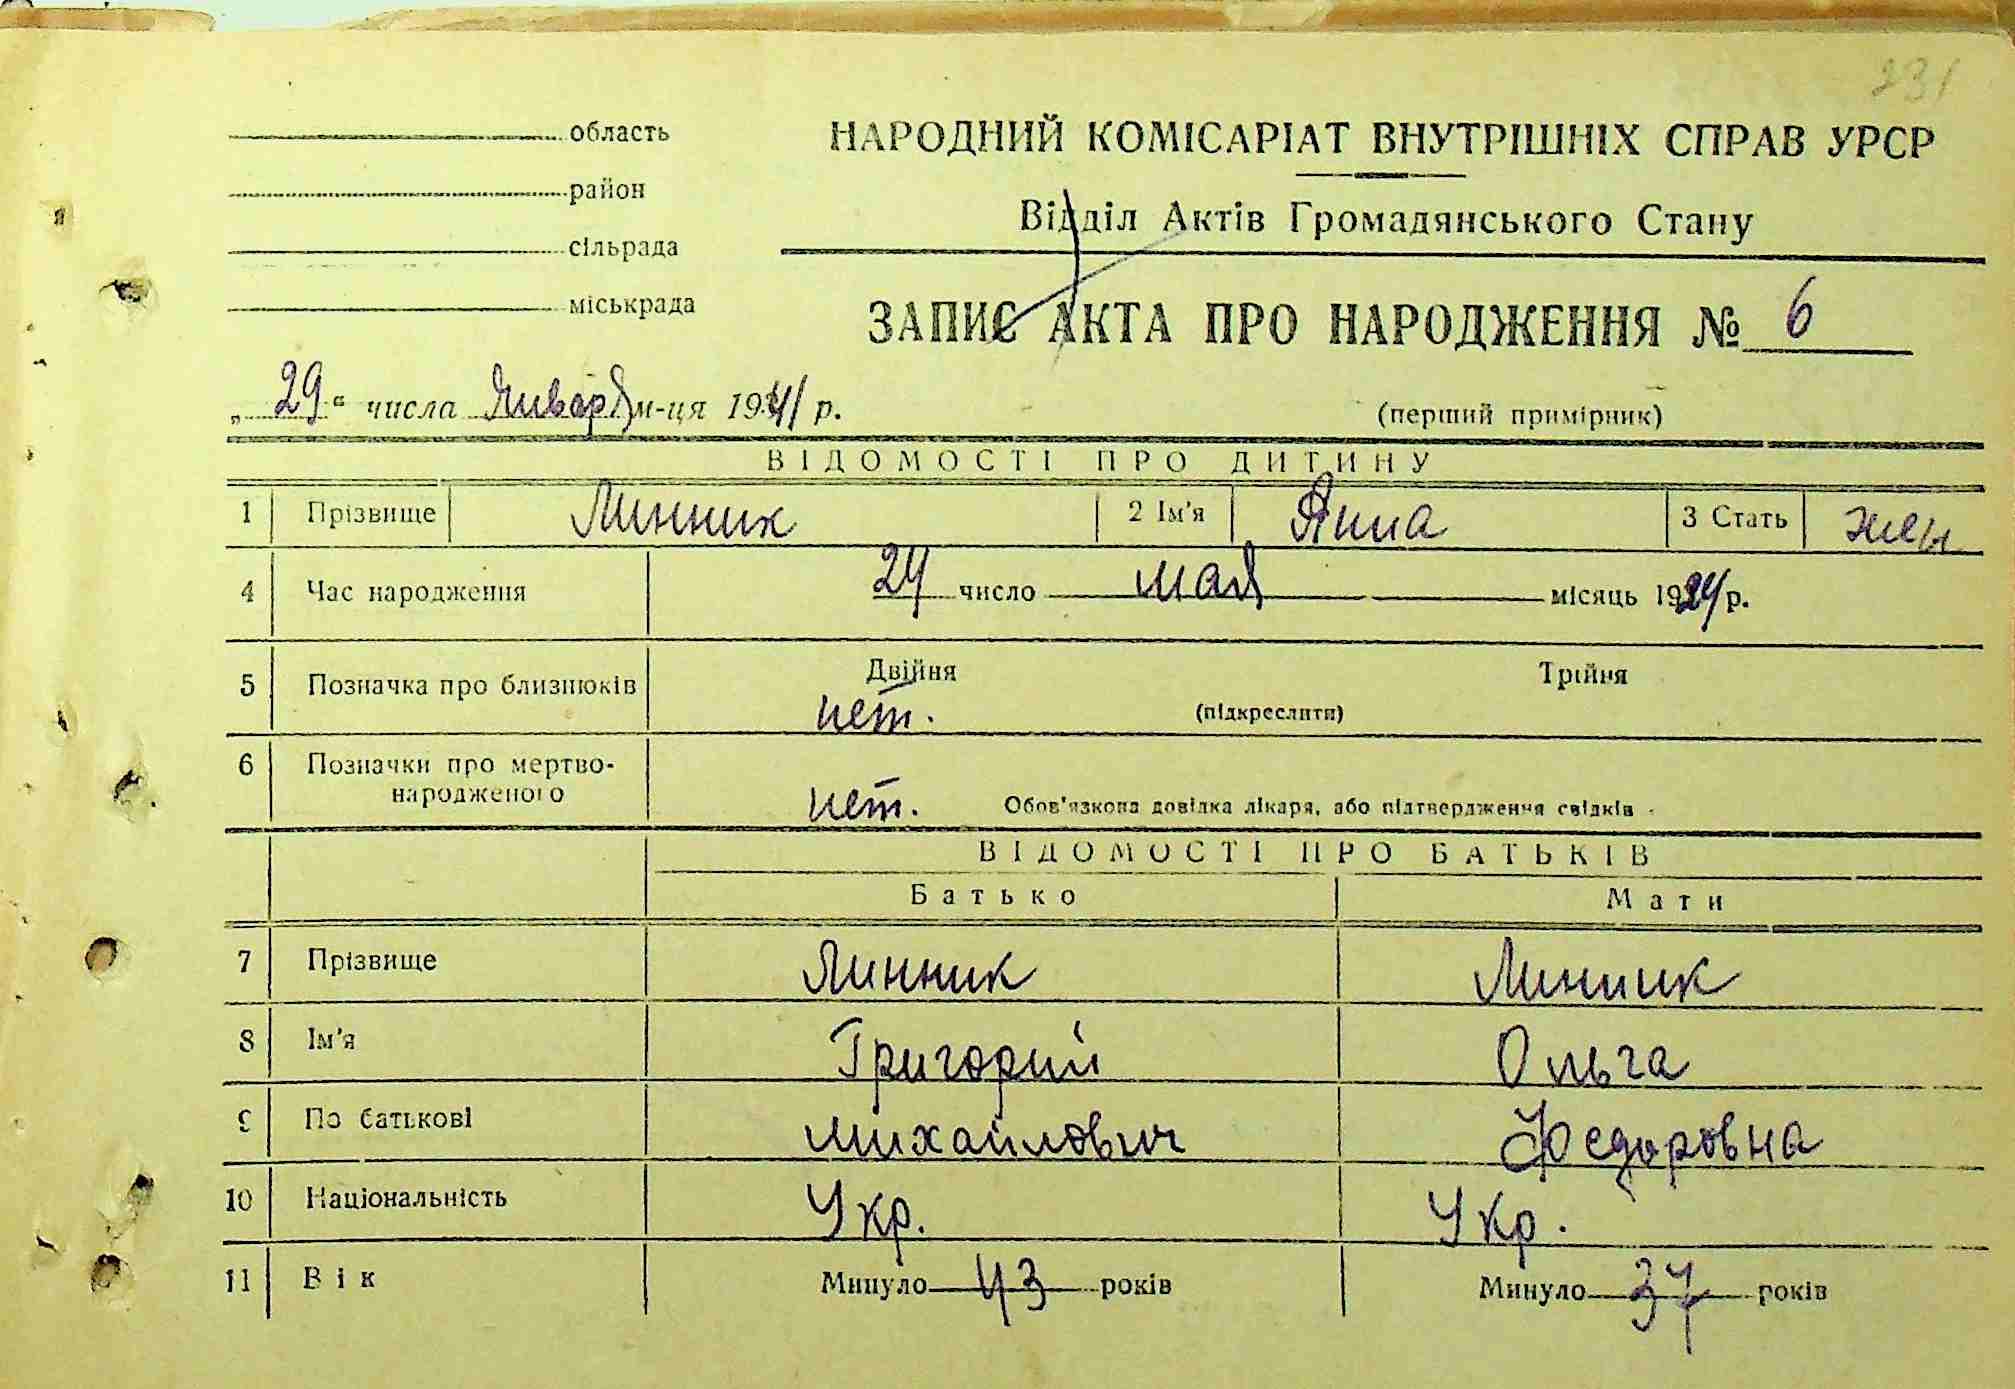 231
область
НАРОДНИЙ КОМІСАРІАТ ВНУТРІШНІХ СПРАВ УРСР
район
Відділ Актів Громадянського Стану
сільрада
міськрада
ЗАПИС АКТА ПРО НАРОДЖЕННЯ № 6
„29“ числа Января м-ця 1941 р.
(перший примірник)
ВІДОМОСТІ ПРО ДИТИНУ
1 Прізвище Линник 2 Ім'я Анна 3 Стать жен
4 Час народження 24 число мая місяць 1924 р.
5 Позначка про близнюків Двійня Трійня
нет. (підкреслити)
6 Позначки про мертво-
народженого нет. Обов'язкова довідка лікаря, або підтвердження свідків
ВІДОМОСТІ ПРО БАТЬКІВ
Батько Мати
7 Прізвище Линник Линник
8 Ім'я Григорий Ольга
9 По батькові Михайлович Федоровна
10 Національність Укр. Укр.
11 Вік Минуло 43 років Минуло 37 років